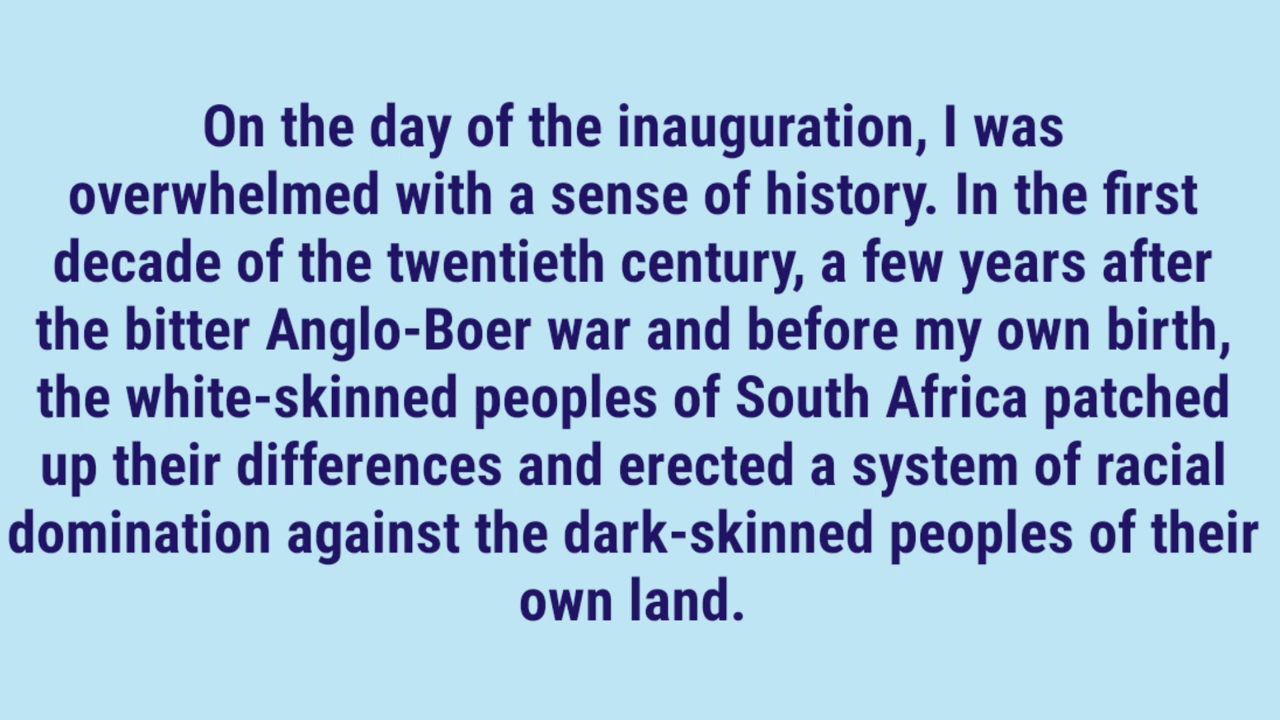 On the day of the inauguration, I was
overwhelmed with a sense of history. In the first
decade of the twentieth century, a few years after
the bitter Anglo-Boer war and before my own birth,
the white-skinned peoples of South Africa patched
up their differences and erected a system of racial
domination against the dark-skinned peoples of their
own land.